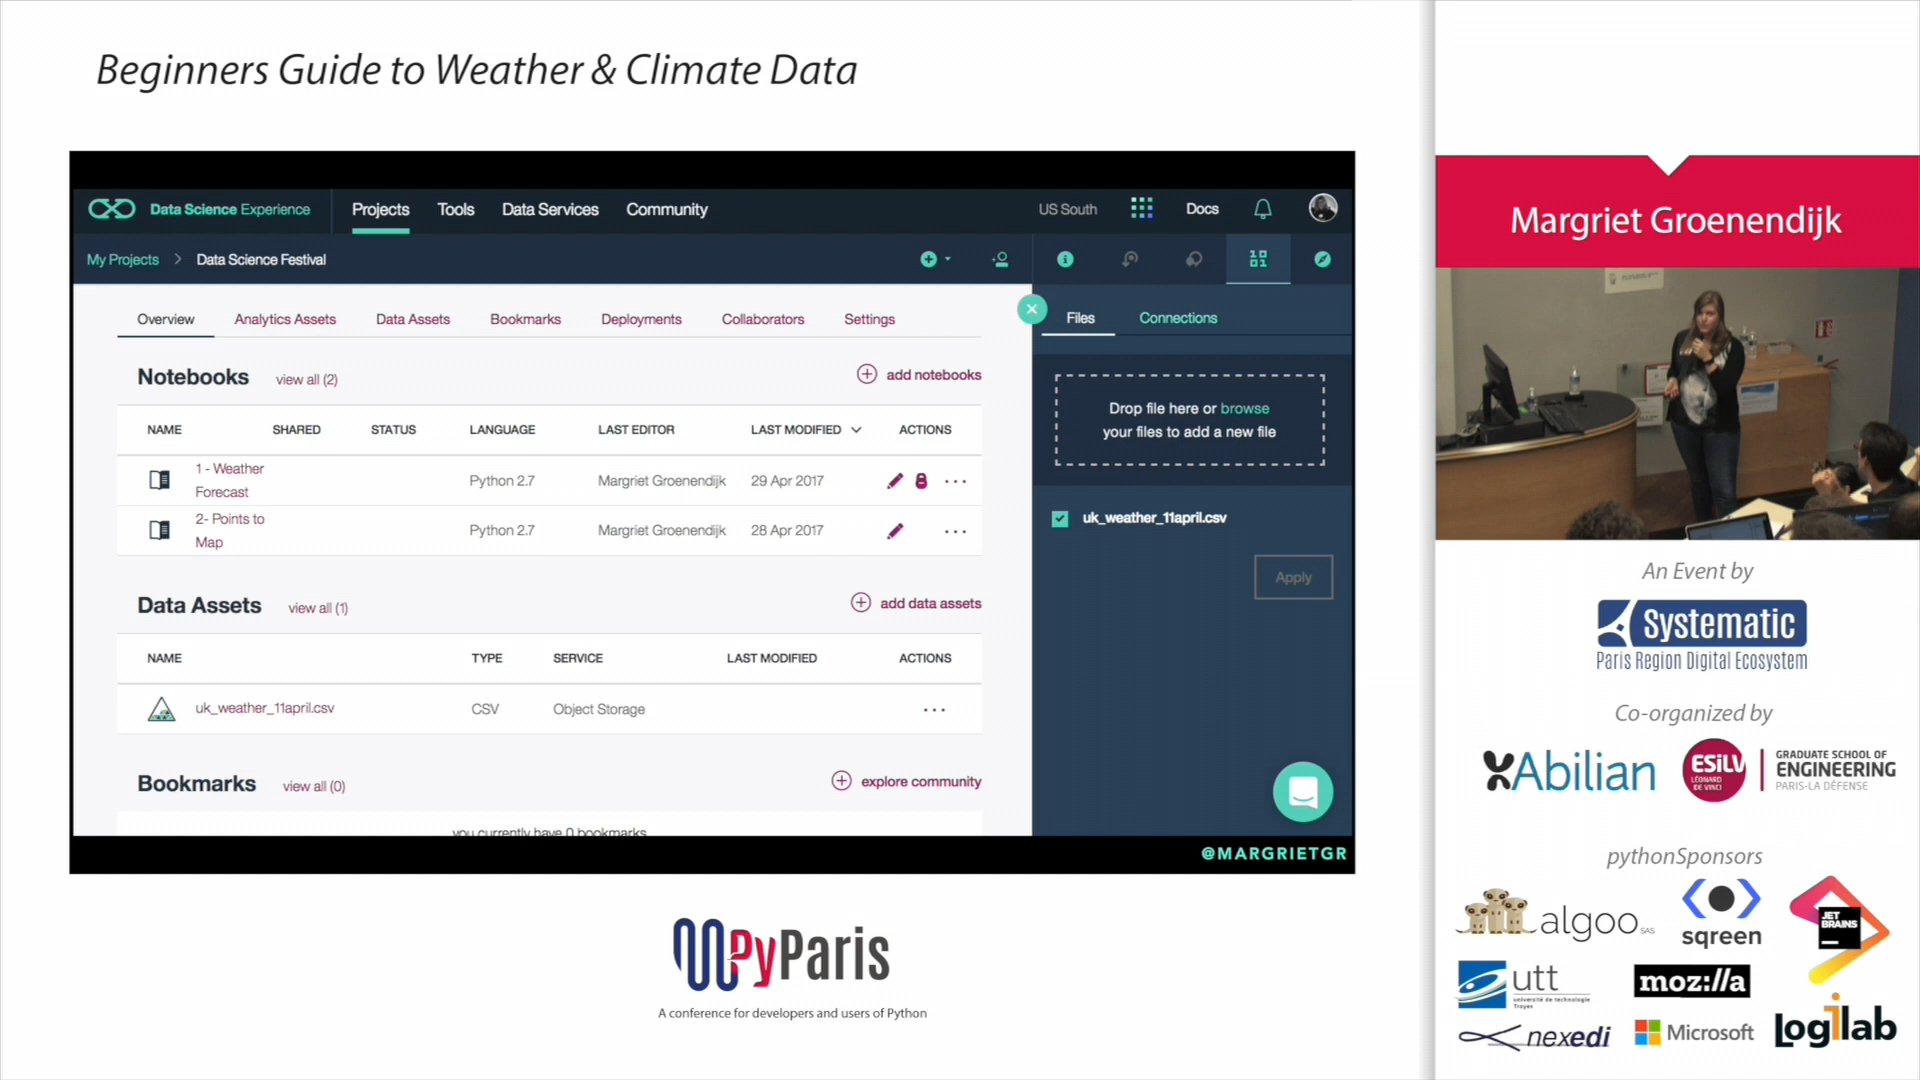 Beginners Guide to Weather & Climate Data
Data Science Experience
Projects
Tools
Data Services
Community
US South
Docs
My Projects > Data Science Festival
Overview
Analytics Assets
Data Assets
Bookmarks
Deployments
Collaborators
Settings
Notebooks
view all (2)
add notebooks
NAME SHARED STATUS LANGUAGE LAST EDITOR LAST MODIFIED ACTIONS
1 - Weather
Forecast
Python 2.7 Margriet Groenendijk 29 Apr 2017
2- Points to
Map
Python 2.7 Margriet Groenendijk 28 Apr 2017
Data Assets
view all (1)
add data assets
NAME TYPE SERVICE LAST MODIFIED ACTIONS
uk_weather_11april.csv CSV Object Storage
Bookmarks
view all (0)
explore community
you currently have 0 bookmarks
Files
Connections
Drop file here or browse
your files to add a new file
uk_weather_11april.csv
Apply
@MARGRIETGR
PyParis
A conference for developers and users of Python
Margriet Groenendijk
An Event by
Systematic
Paris Region Digital Ecosystem
Co-organized by
Abilian
ESILV
LÉONARD
DE VINCI
GRADUATE SCHOOL OF
ENGINEERING
PARIS-LA DÉFENSE
pythonSponsors
algoo SAS
sqreen
JET
BRAINS
utt
université de technologie
Troyes
moz://a
nexedi
Microsoft
Logilab